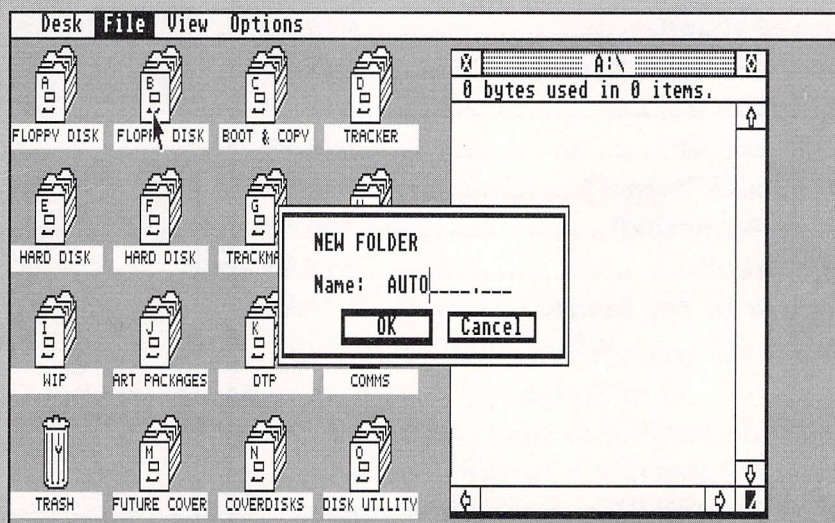 Desk File View Options
A B C D
FLOPPY DISK FLOPPY DISK BOOT & COPY TRACKER
A:\
0 bytes used in 0 items.
E F G
HARD DISK HARD DISK TRACKMA
NEW FOLDER
Name: AUTO____.___
OK Cancel
I J K
WIP ART PACKAGES DTP COMMS
M N O
TRASH FUTURE COVER COVERDISKS DISK UTILITY